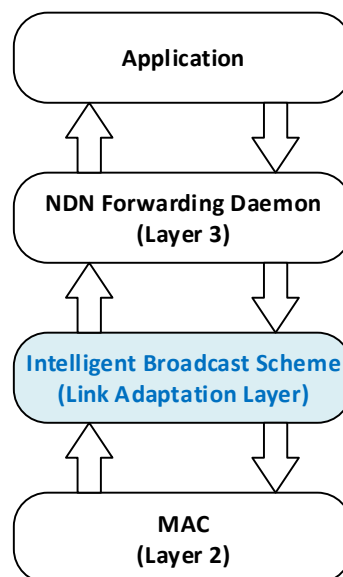 Application
NDN Forwarding Daemon
(Layer 3)
Intelligent Broadcast Scheme
(Link Adaptation Layer)
MAC
(Layer 2)